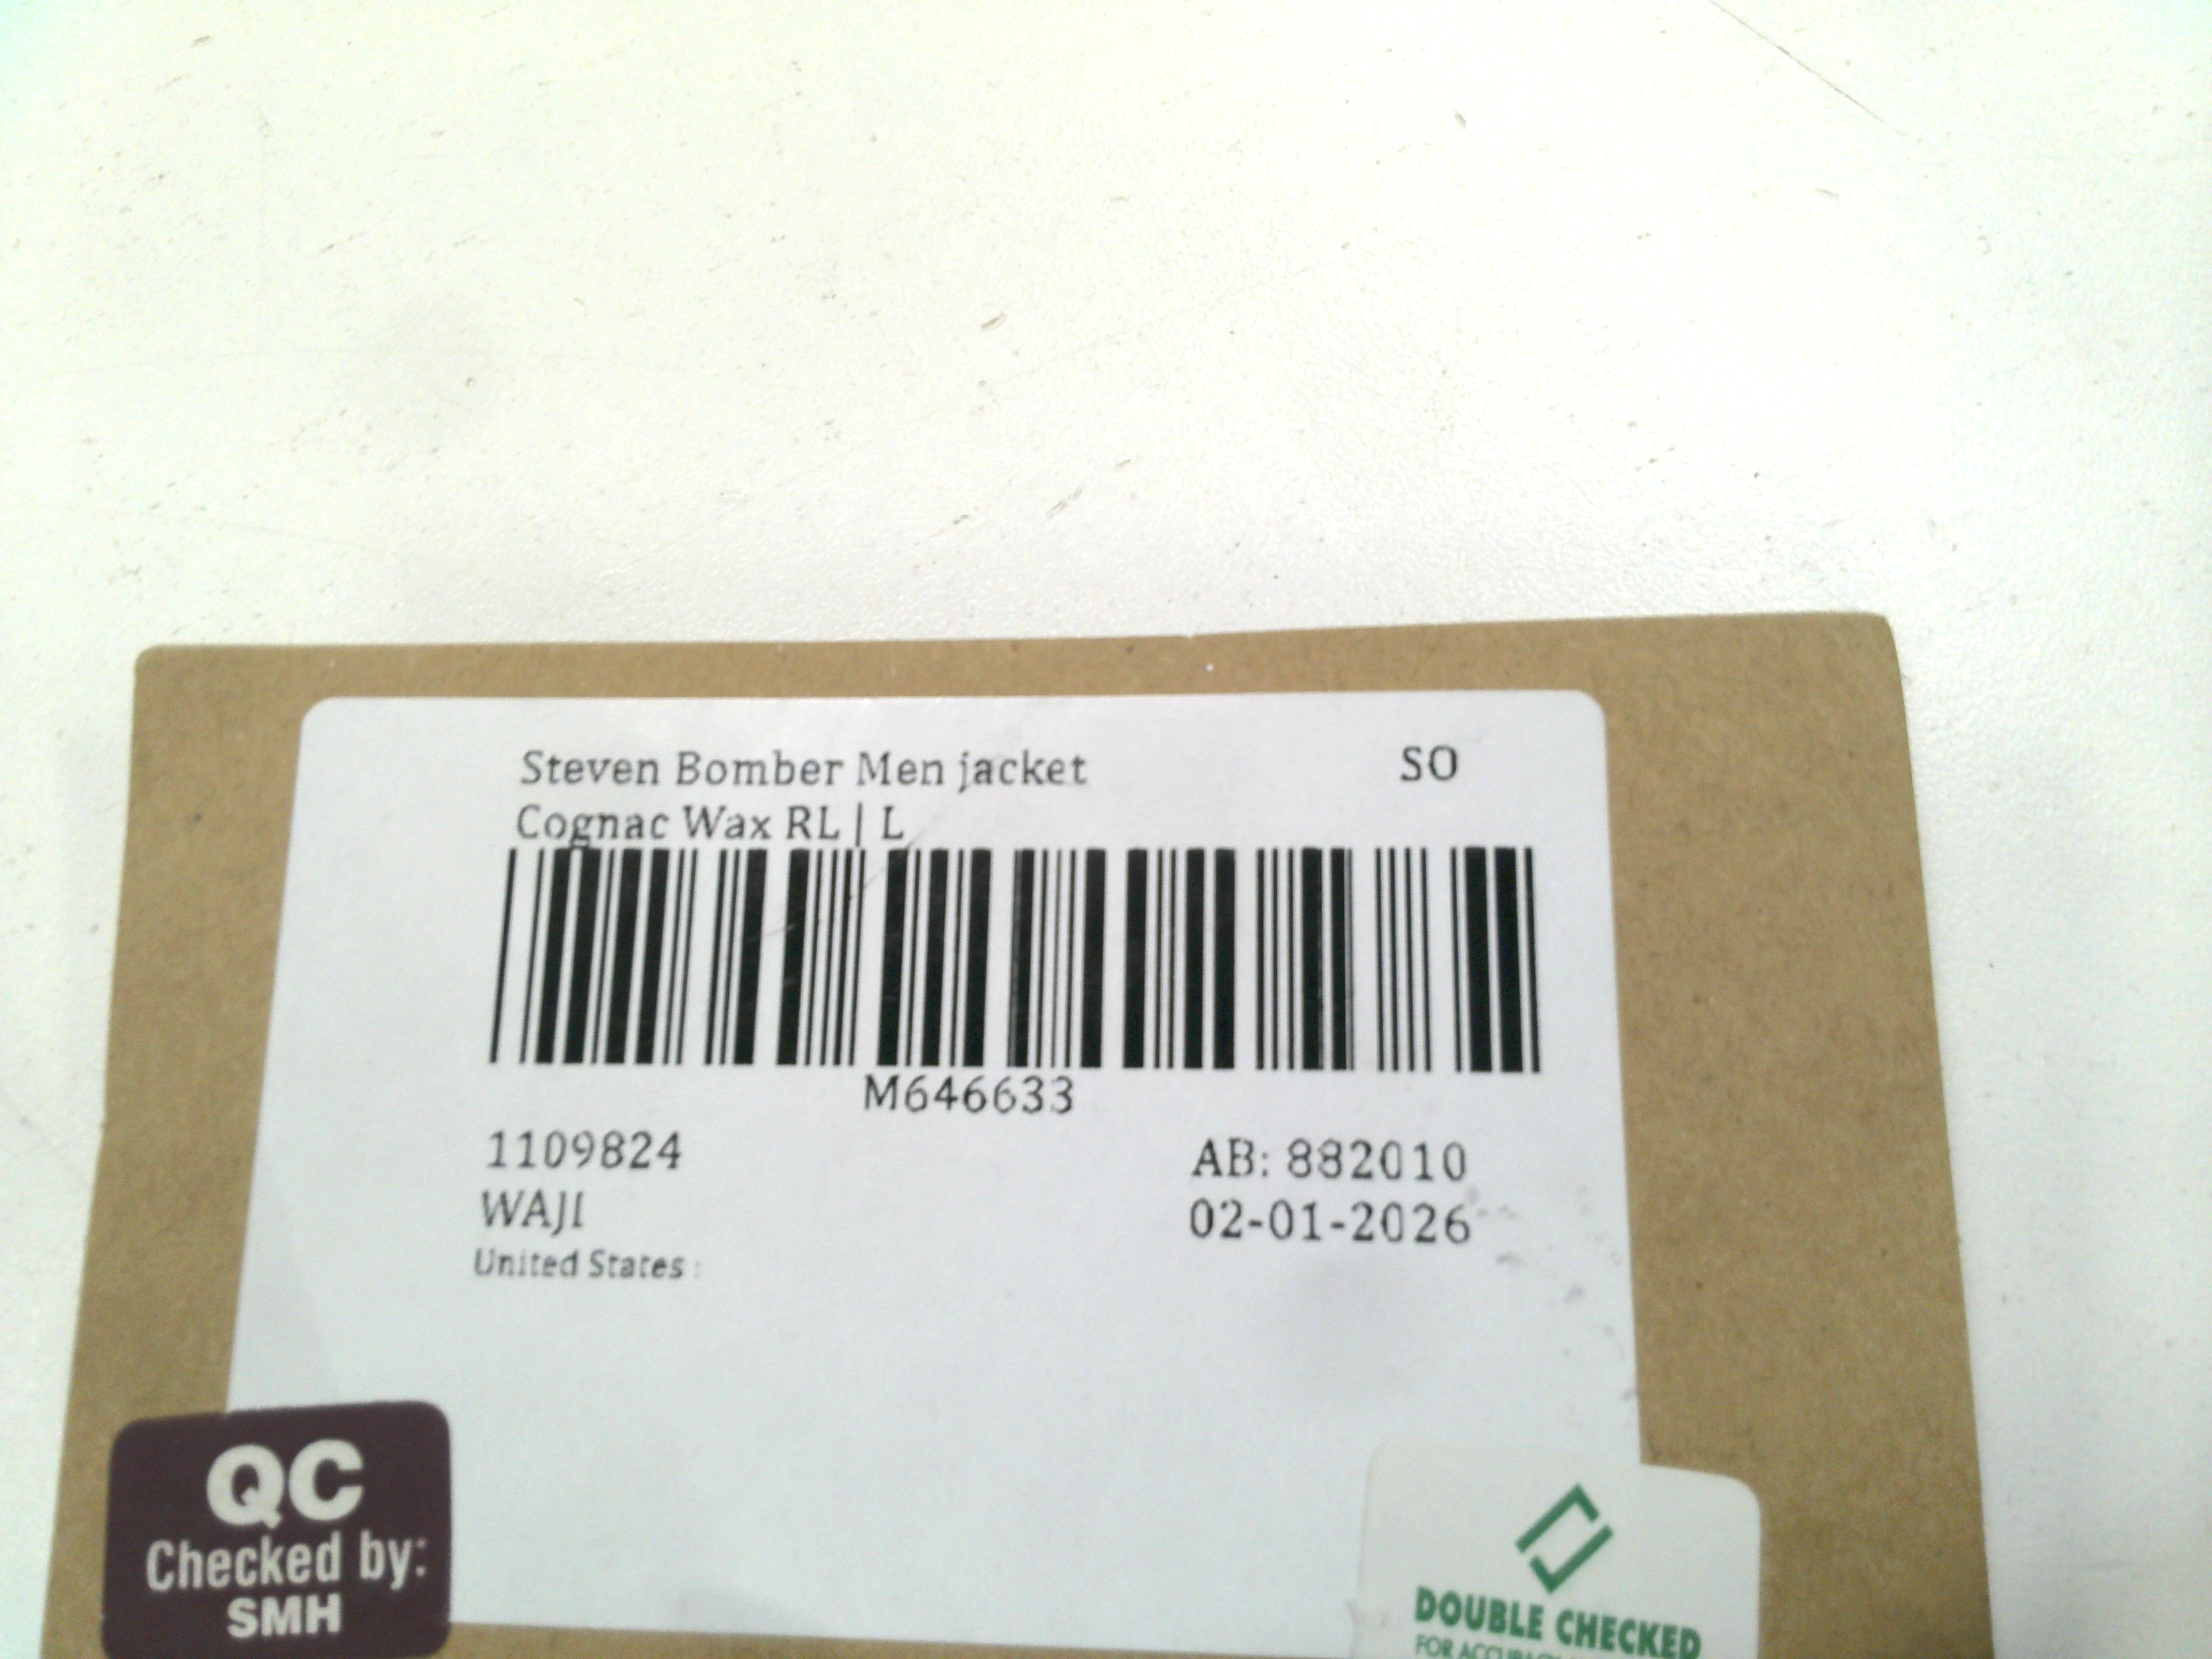 Steven Bomber Men jacket SO
Cognac Wax RL | L
M646633
1109824 AB: 882010
WAJI 02-01-2026
United States :
QC
Checked by:
SMH
DOUBLE CHECKED
FOR